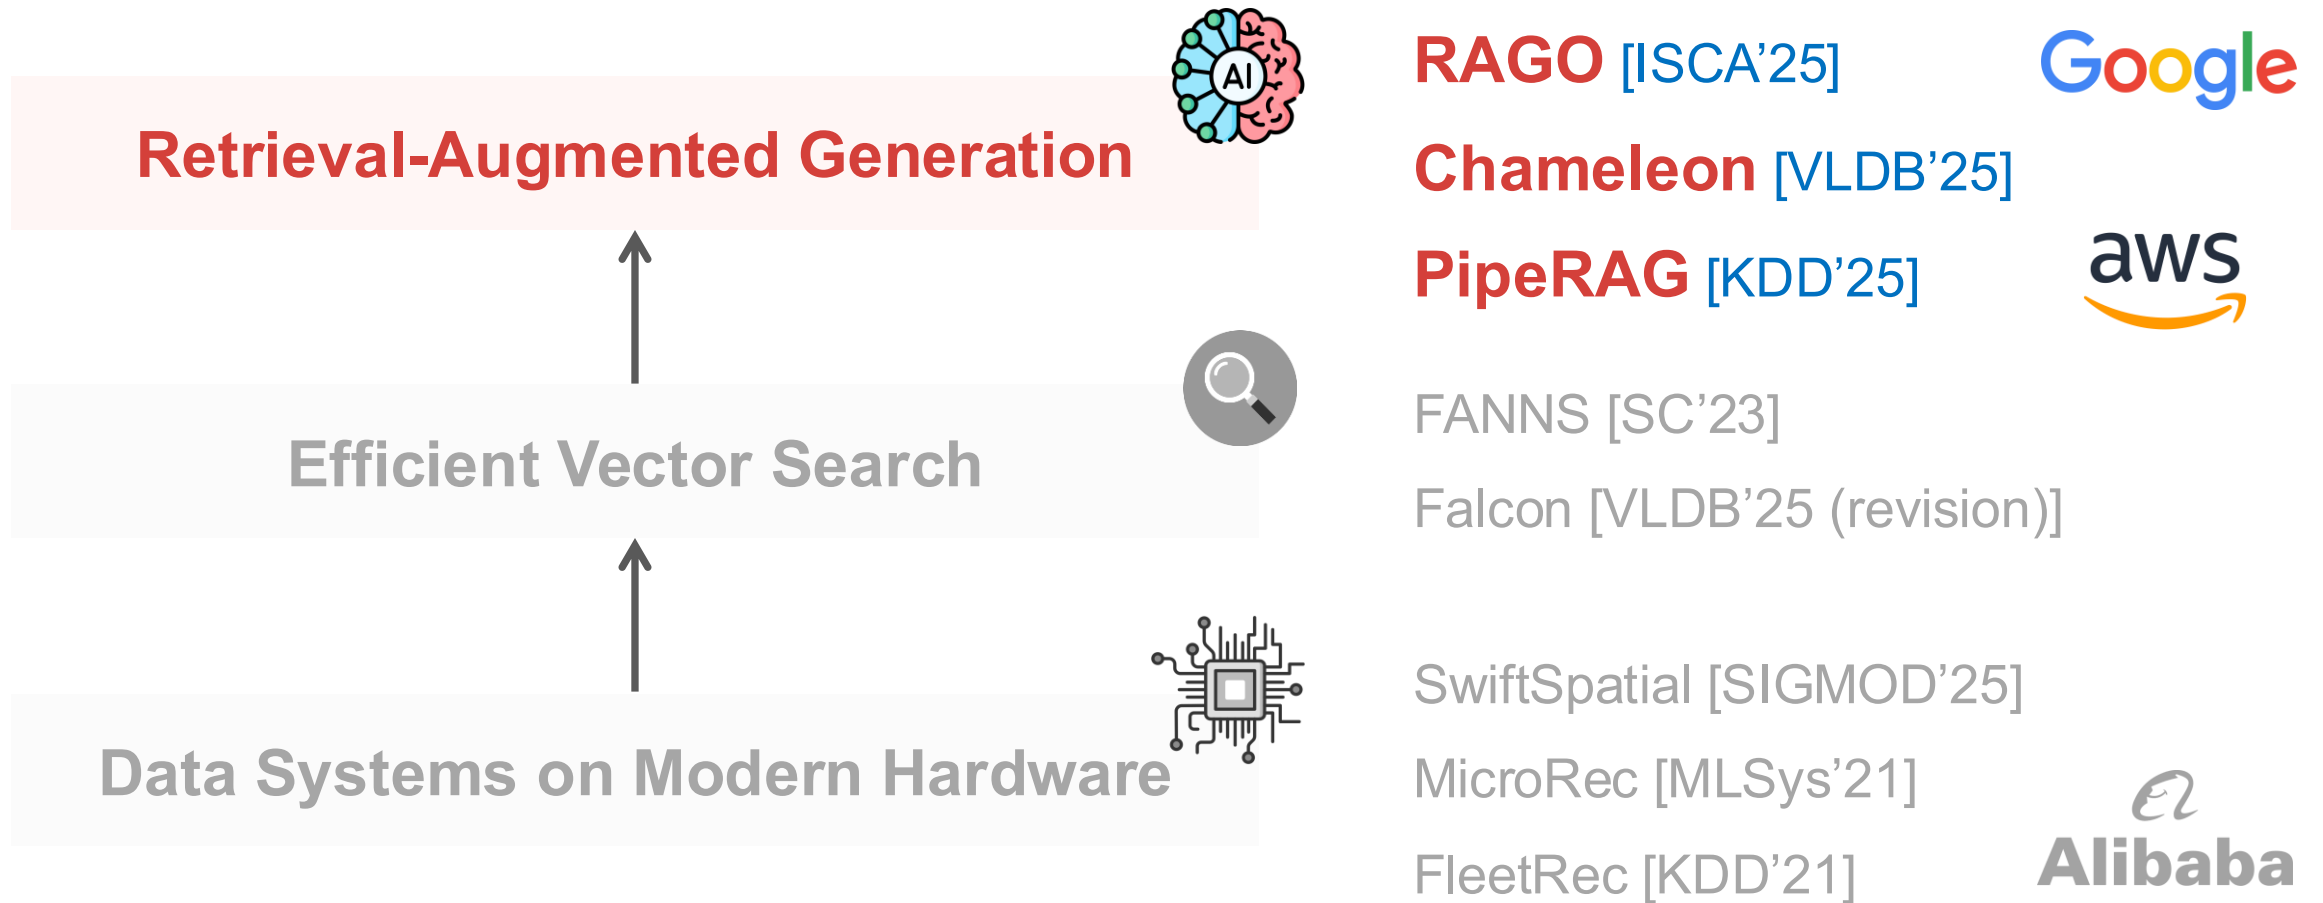 AI
Retrieval-Augmented Generation
RAGO [ISCA’25]
Google
Chameleon [VLDB’25]
PipeRAG [KDD’25]
aws
Efficient Vector Search
FANNS [SC’23]
Falcon [VLDB’25 (revision)]
Data Systems on Modern Hardware
SwiftSpatial [SIGMOD’25]
MicroRec [MLSys’21]
FleetRec [KDD’21]
Alibaba